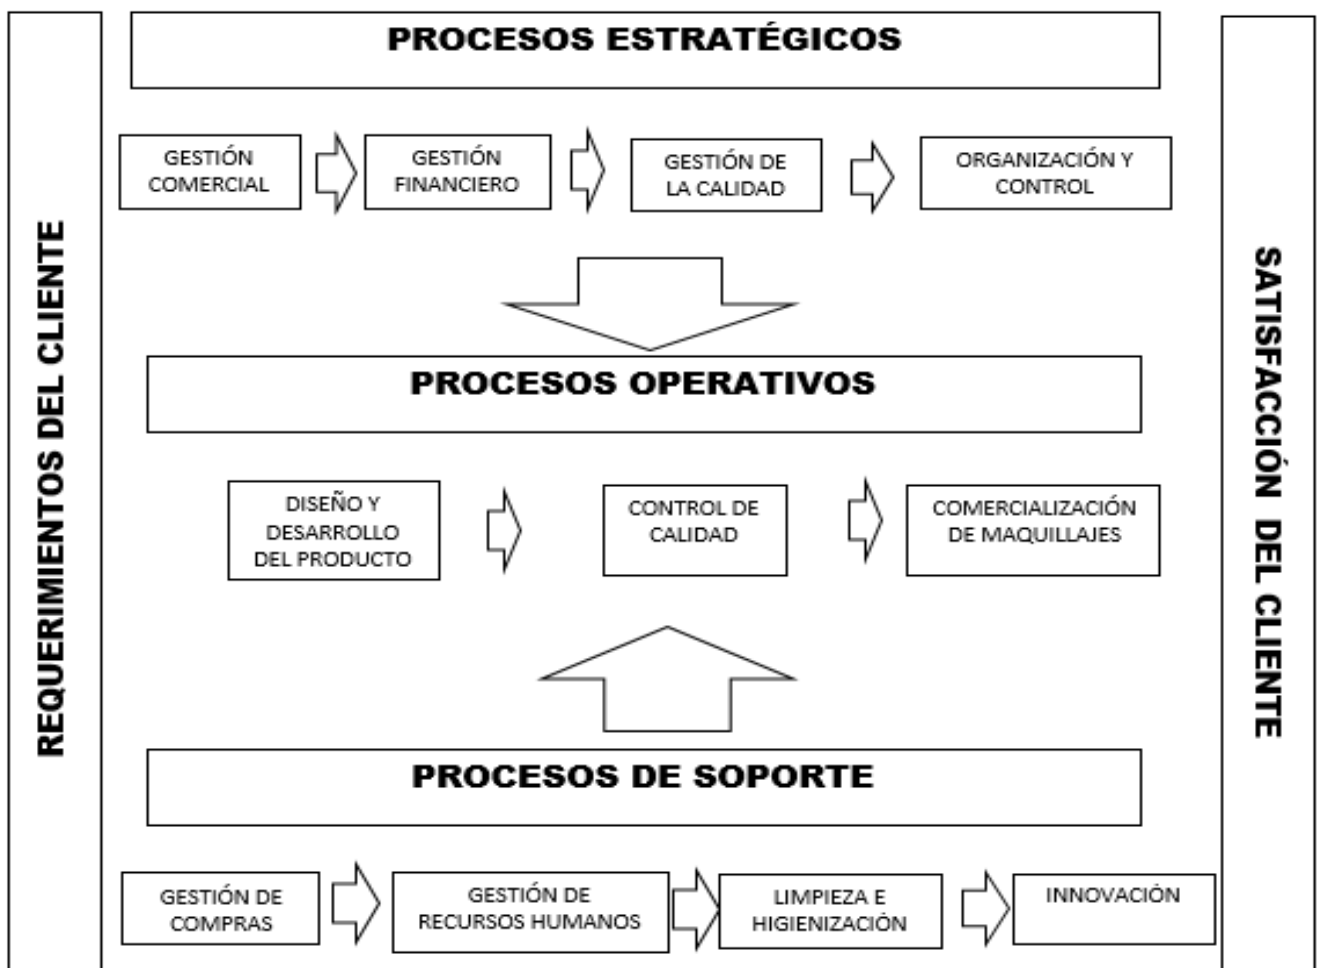 PROCESOS ESTRATÉGICOS
GESTIÓN
COMERCIAL
GESTIÓN
FINANCIERO
GESTIÓN DE
LA CALIDAD
ORGANIZACIÓN Y
CONTROL
REQUERIMIENTOS DEL CLIENTE
PROCESOS OPERATIVOS
DISEÑO Y
DESARROLLO
DEL PRODUCTO
CONTROL DE
CALIDAD
COMERCIALIZACIÓN
DE MAQUILLAJES
SATISFACCIÓN DEL CLIENTE
PROCESOS DE SOPORTE
GESTIÓN DE
COMPRAS
GESTIÓN DE
RECURSOS HUMANOS
LIMPIEZA E
HIGIENIZACIÓN
INNOVACIÓN